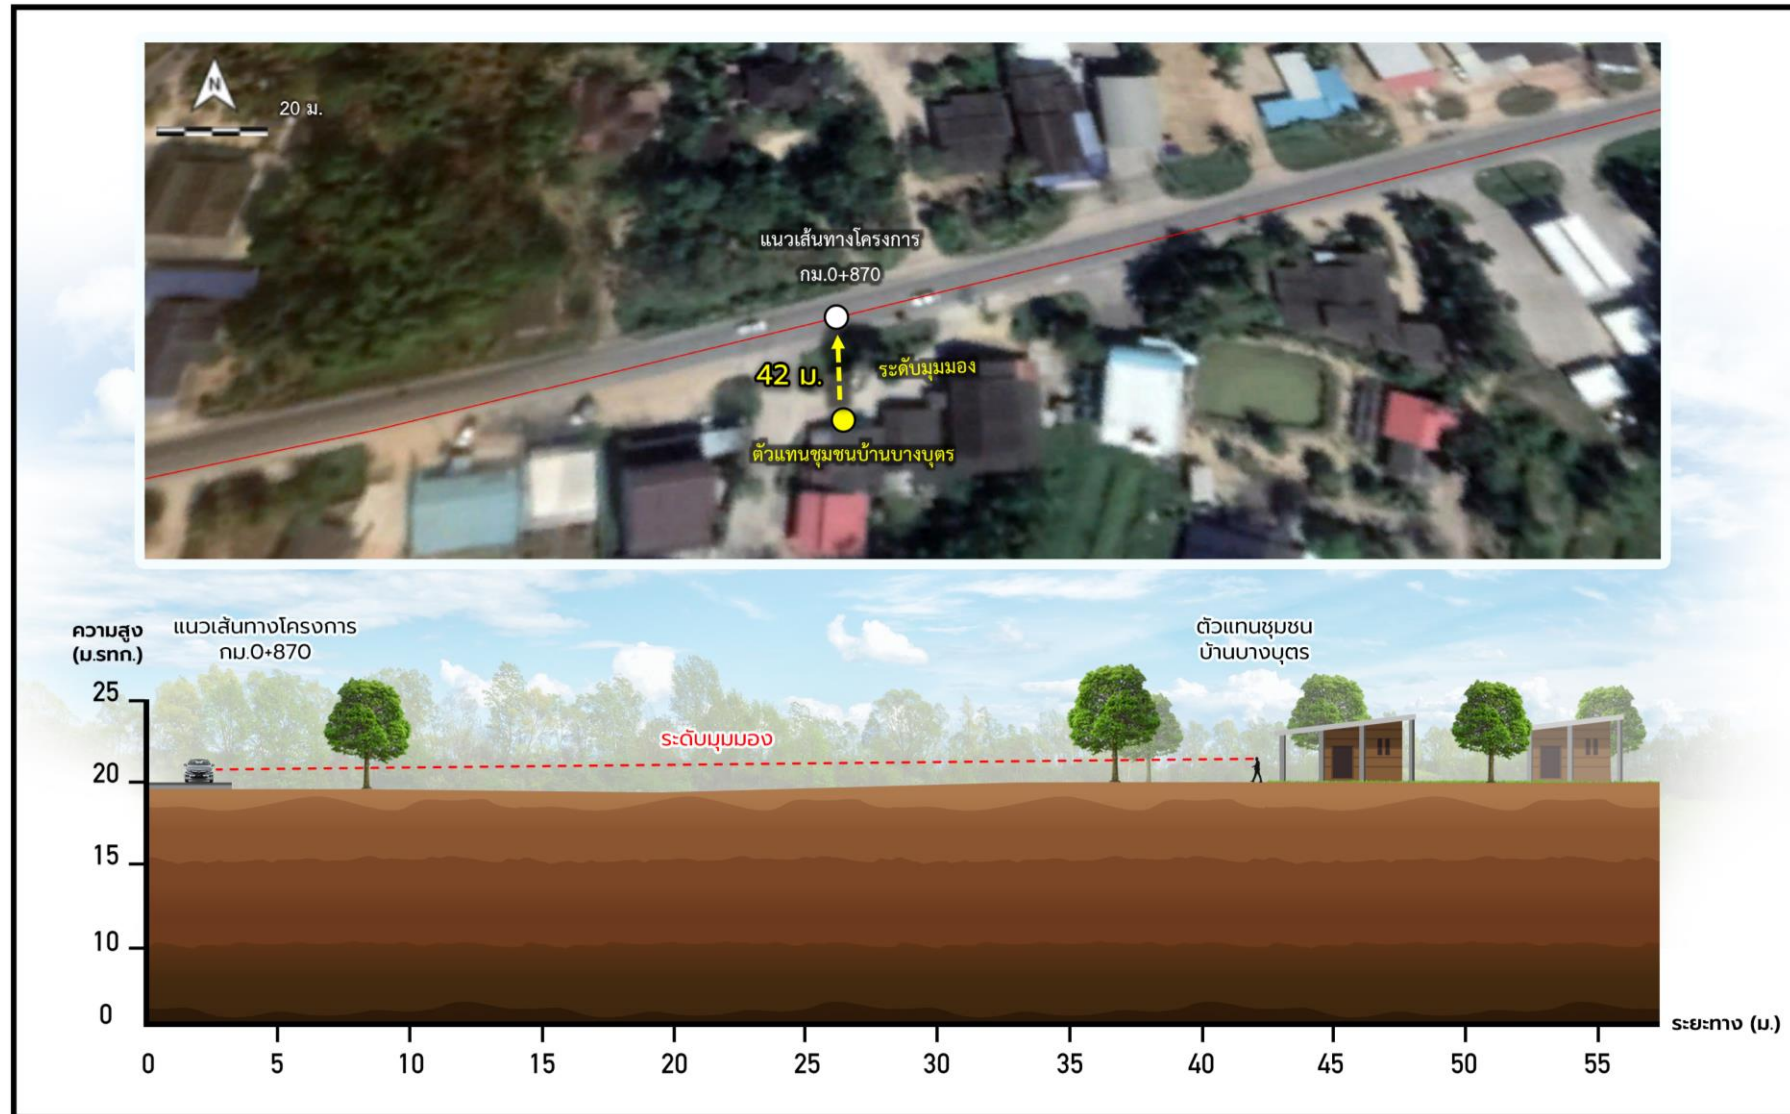 N
20 ม.
แนวเส้นทางโครงการ
กม.0+870
42 ม.
ระดับมุมมอง
ตัวแทนชุมชนบ้านบางบุตร
ความสูง
(ม.รทก.)
แนวเส้นทางโครงการ
กม.0+870
ตัวแทนชุมชน
บ้านบางบุตร
ระดับมุมมอง
25
20
15
10
0
0 5 10 15 20 25 30 35 40 45 50 55
ระยะทาง (ม.)